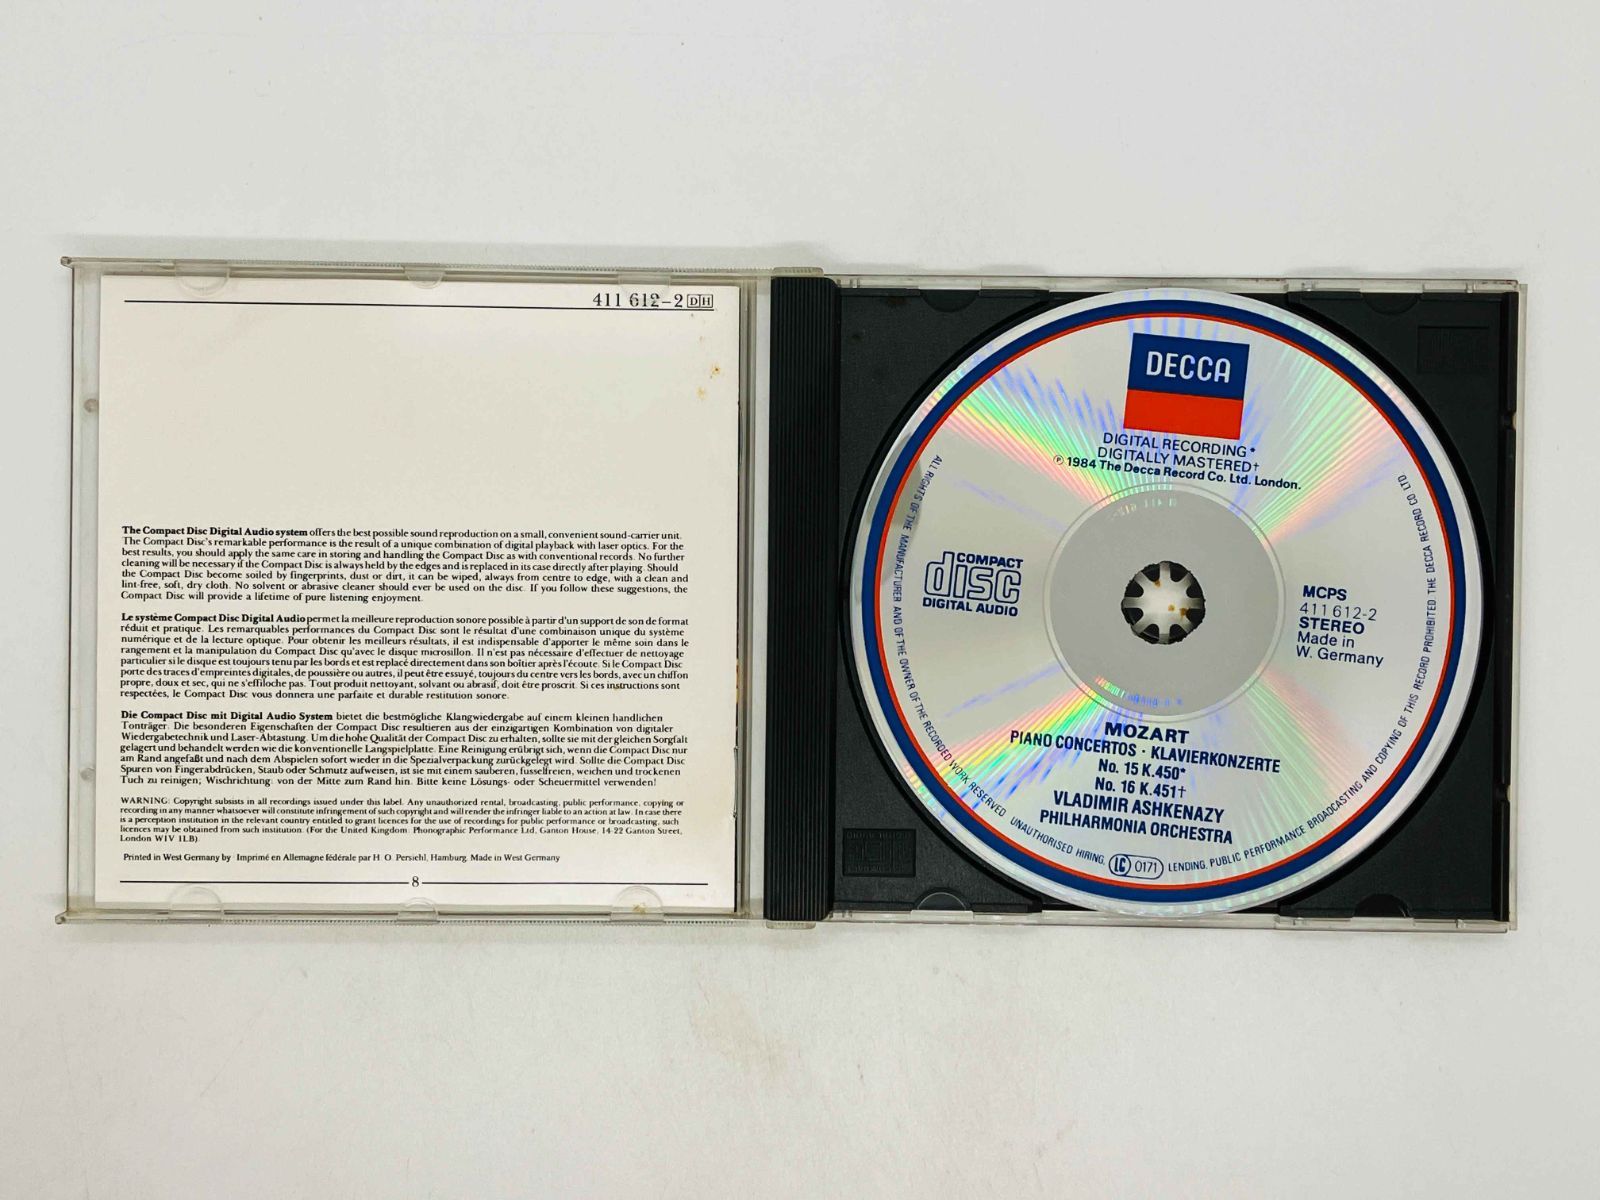 411 612-2 DH
The Compact Disc Digital Audio system offers the best possible sound reproduction on a small, convenient sound-carrier unit.
The Compact Disc's remarkable performance is the result of a unique combination of digital playback with laser optics. For the
best results, you should apply the same care in storing and handling the Compact Disc as with conventional records. No further
cleaning will be necessary if the Compact Disc is always held by the edges and is replaced in its case directly after playing. Should
the Compact Disc become soiled by fingerprints, dust or dirt, it can be wiped, always from centre to edge, with a clean and
lint-free, soft, dry cloth. No solvent or abrasive cleaner should ever be used on the disc. If you follow these suggestions, the
Compact Disc will provide a lifetime of pure listening enjoyment.
Le système Compact Disc Digital Audio permet la meilleure reproduction sonore possible à partir d'un support de son de format
réduit et pratique. Les remarquables performances du Compact Disc sont le résultat d'une combinaison unique du système
numérique et de la lecture optique. Pour obtenir les meilleurs résultats, il est indispensable d'apporter le même soin dans le
rangement et la manipulation du Compact Disc qu'avec le disque microsillon. Il n'est pas nécessaire d'effectuer de nettoyage
particulier si le disque est toujours tenu par les bords et est replacé directement dans son boîtier après l'écoute. Si le Compact Disc
porte des traces d'empreintes digitales, de poussière ou autres, il peut être essuyé, toujours du centre vers les bords, avec un chiffon
propre, doux et sec, qui ne s'effiloche pas. Tout produit nettoyant, solvant ou abrasif, doit être proscrit. Si ces instructions sont
respectées, le Compact Disc vous donnera une parfaite et durable restitution sonore.
Die Compact Disc mit Digital Audio System bietet die bestmögliche Klangwiedergabe auf einem kleinen handlichen
Tonträger. Die besonderen Eigenschaften der Compact Disc resultieren aus der einzigartigen Kombination von digitaler
Wiedergabetechnik und Laser-Abtastung. Um die hohe Qualität der Compact Disc zu erhalten, sollte sie mit der gleichen Sorgfalt
gelagert und behandelt werden wie die konventionelle Langspielplatte. Eine Reinigung erübrigt sich, wenn die Compact Disc nur
am Rand angefaßt und nach dem Abspielen sofort wieder in die Spezialverpackung zurückgelegt wird. Sollte die Compact Disc
Spuren von Fingerabdrücken, Staub oder Schmutz aufweisen, ist sie mit einem sauberen, fusselfreien, weichen und trockenen
Tuch zu reinigen; Wischrichtung: von der Mitte zum Rand hin. Bitte keine Lösungs- oder Scheuermittel verwenden!
WARNING: Copyright subsists in all recordings issued under this label. Any unauthorized rental, broadcasting, public performance, copying or
recording in any manner whatsoever will constitute infringement of such copyright and will render the infringer liable to an action at law. In case there
is a perception institution in the relevant country entitled to grant licences for the use of recordings for public performance or broadcasting, such
licences may be obtained from such institution. (For the United Kingdom: Phonographic Performance Ltd, Ganton House, 14-22 Ganton Street,
London W1V 1LB).
Printed in West Germany by / Imprimé en Allemagne fédérale par H. O. Persiehl, Hamburg. Made in West Germany
8
DECCA
DIGITAL RECORDING*
DIGITALLY MASTERED†
℗ 1984 The Decca Record Co. Ltd. London.
COMPACT
disc
DIGITAL AUDIO
MCPS
411 612-2
STEREO
Made in
W. Germany
MOZART
PIANO CONCERTOS · KLAVIERKONZERTE
No. 15 K.450*
No. 16 K.451†
VLADIMIR ASHKENAZY
PHILHARMONIA ORCHESTRA
ALL RIGHTS OF THE MANUFACTURER AND OF THE OWNER OF THE RECORDED WORK RESERVED UNAUTHORISED HIRING, LC 0171 LENDING, PUBLIC PERFORMANCE BROADCASTING AND COPYING OF THIS RECORD PROHIBITED. THE DECCA RECORD CO LTD.